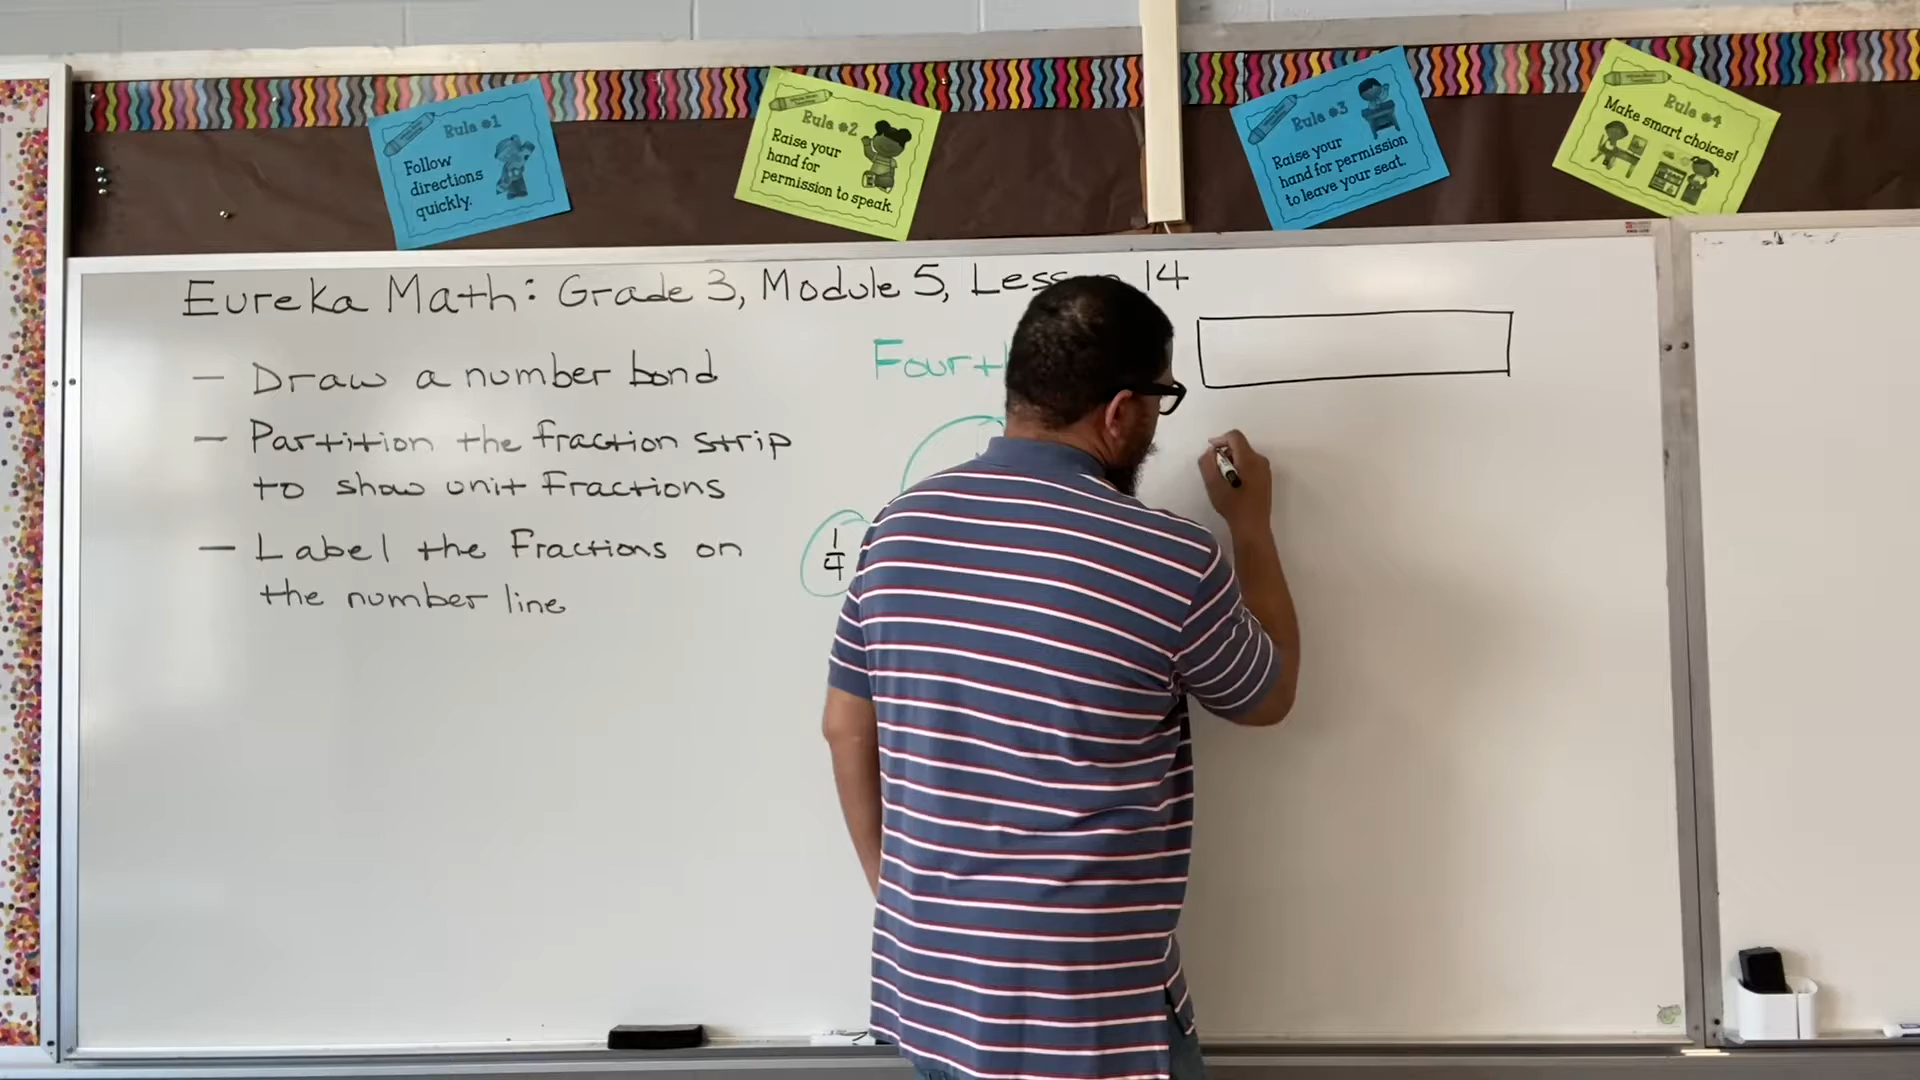 Rule #1
Follow
directions
quickly.
Rule #2
Raise your
hand for
permission to speak.
Rule #3
Raise your
hand for permission
to leave your seat.
Rule #4
Make smart choices!
Eureka Math: Grade 3, Module 5, 14
- Draw a number bond
- Partition the fraction strip
to show unit Fractions
- Label the Fractions on
the number line
1/4